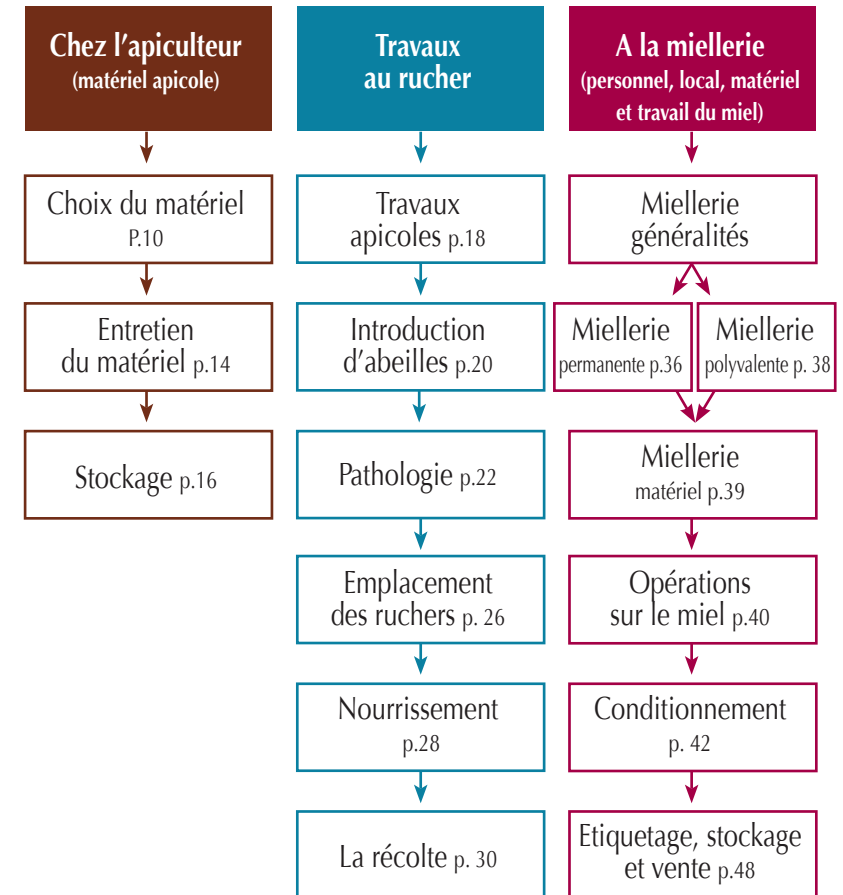 Chez l'apiculteur
(matériel apicole)
Choix du matériel
P.10
Entretien
du matériel p.14
Stockage p.16
Travaux
au rucher
Travaux
apicoles p.18
Introduction
d'abeilles p.20
Pathologie p.22
Emplacement
des ruchers p. 26
Nourrissement
p.28
La récolte p. 30
A la miellerie
(personnel, local, matériel
et travail du miel)
Miellerie
généralités
Miellerie
permanente p.36
Miellerie
polyvalente p. 38
Miellerie
matériel p.39
Opérations
sur le miel p.40
Conditionnement
p. 42
Etiquetage, stockage
et vente p.48